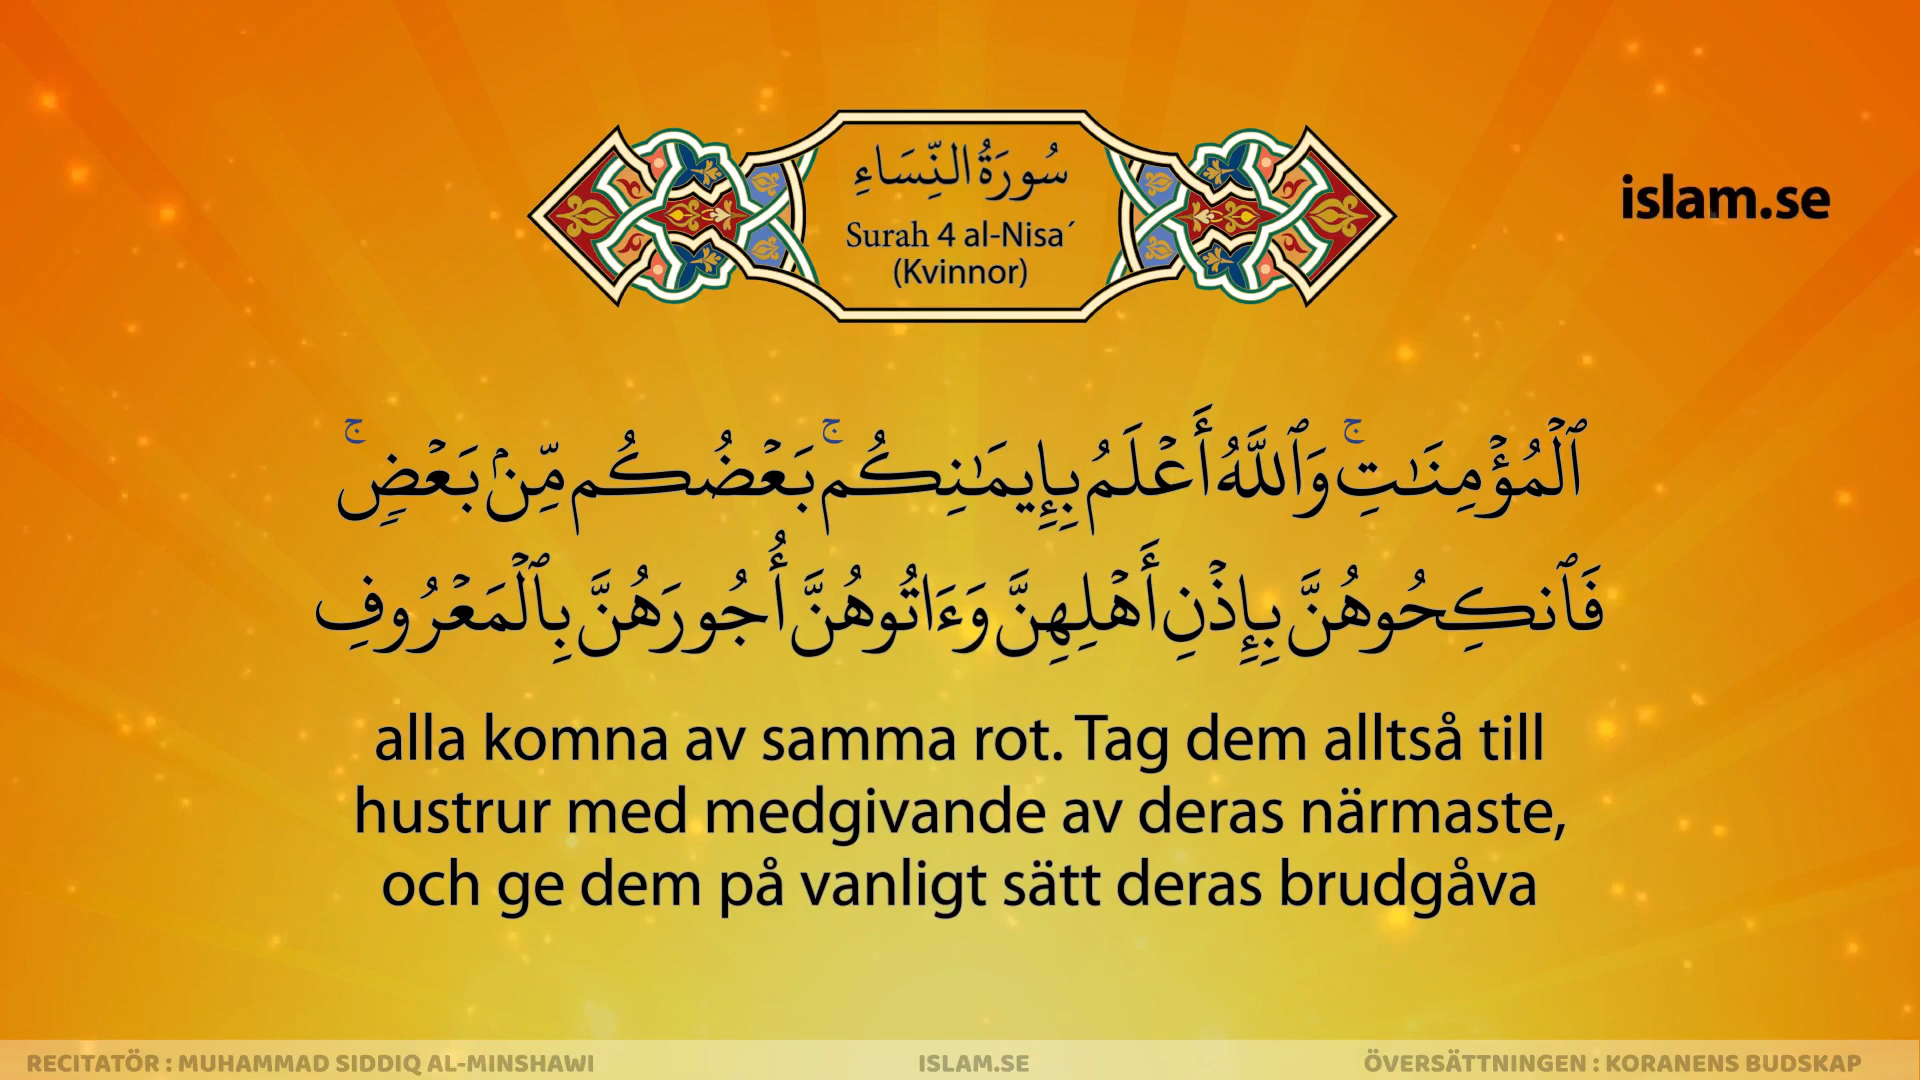 سُورَةُ النِّسَاءِ
Surah 4 al-Nisa´
(Kvinnor)
islam.se
ٱلْمُؤْمِنَـٰتِ ۚ وَٱللَّهُ أَعْلَمُ بِإِيمَـٰنِكُم ۚ بَعْضُكُم مِّنۢ بَعْضٍ ۚ
فَٱنكِحُوهُنَّ بِإِذْنِ أَهْلِهِنَّ وَءَاتُوهُنَّ أُجُورَهُنَّ بِٱلْمَعْرُوفِ
alla komna av samma rot. Tag dem alltså till
hustrur med medgivande av deras närmaste,
och ge dem på vanligt sätt deras brudgåva
RECITATÖR : MUHAMMAD SIDDIQ AL-MINSHAWI
ISLAM.SE
ÖVERSÄTTNINGEN : KORANENS BUDSKAP